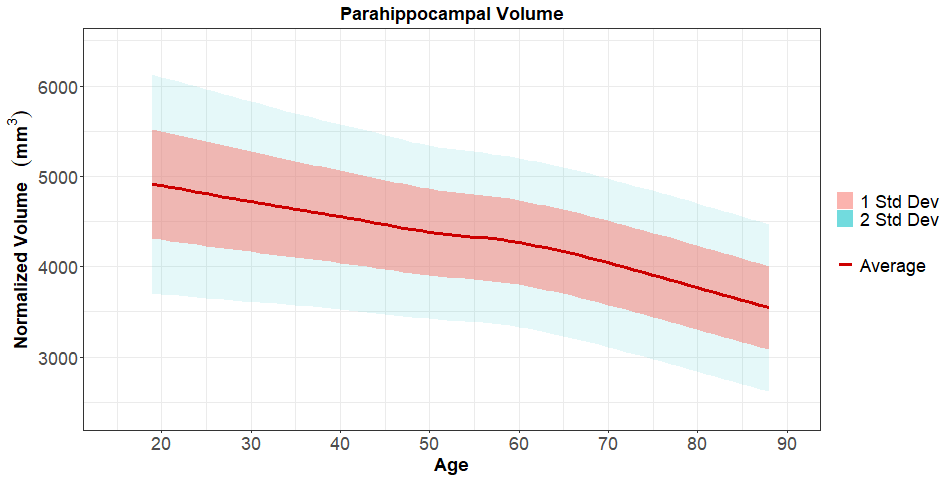 Parahippocampal Volume
Normalized Volume (mm³)
6000
5000
4000
3000
20 30 40 50 60 70 80 90
Age
1 Std Dev
2 Std Dev
Average